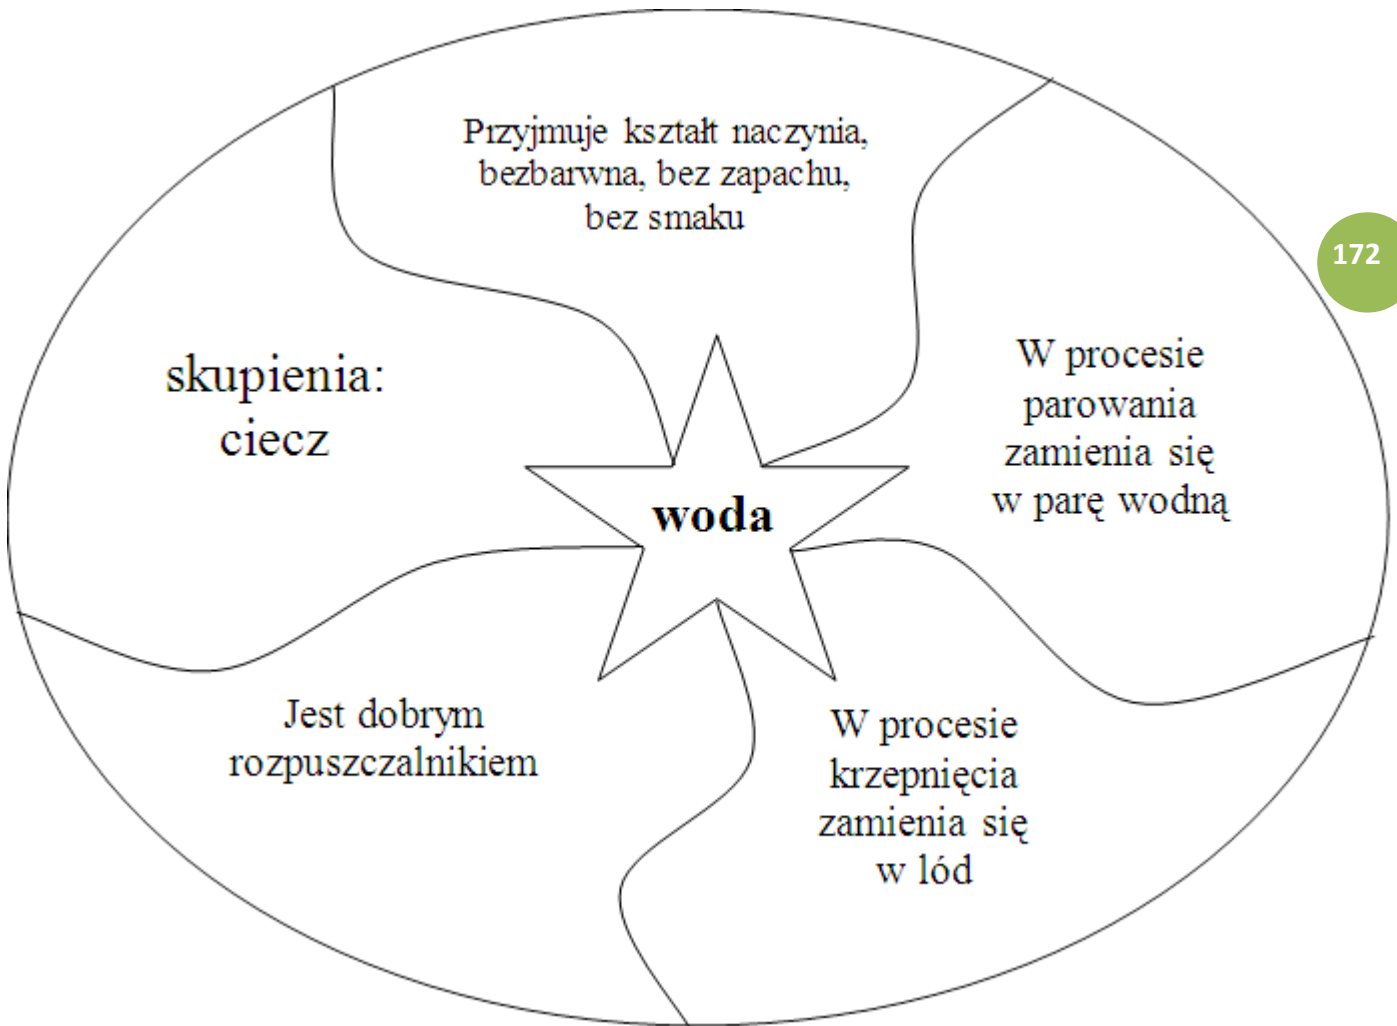 Przyjmuje kształt naczynia,
bezbarwna, bez zapachu,
bez smaku
172
W procesie
parowania
zamienia się
w parę wodną
skupienia:
ciecz
woda
Jest dobrym
rozpuszczalnikiem
W procesie
krzepnięcia
zamienia się
w lód